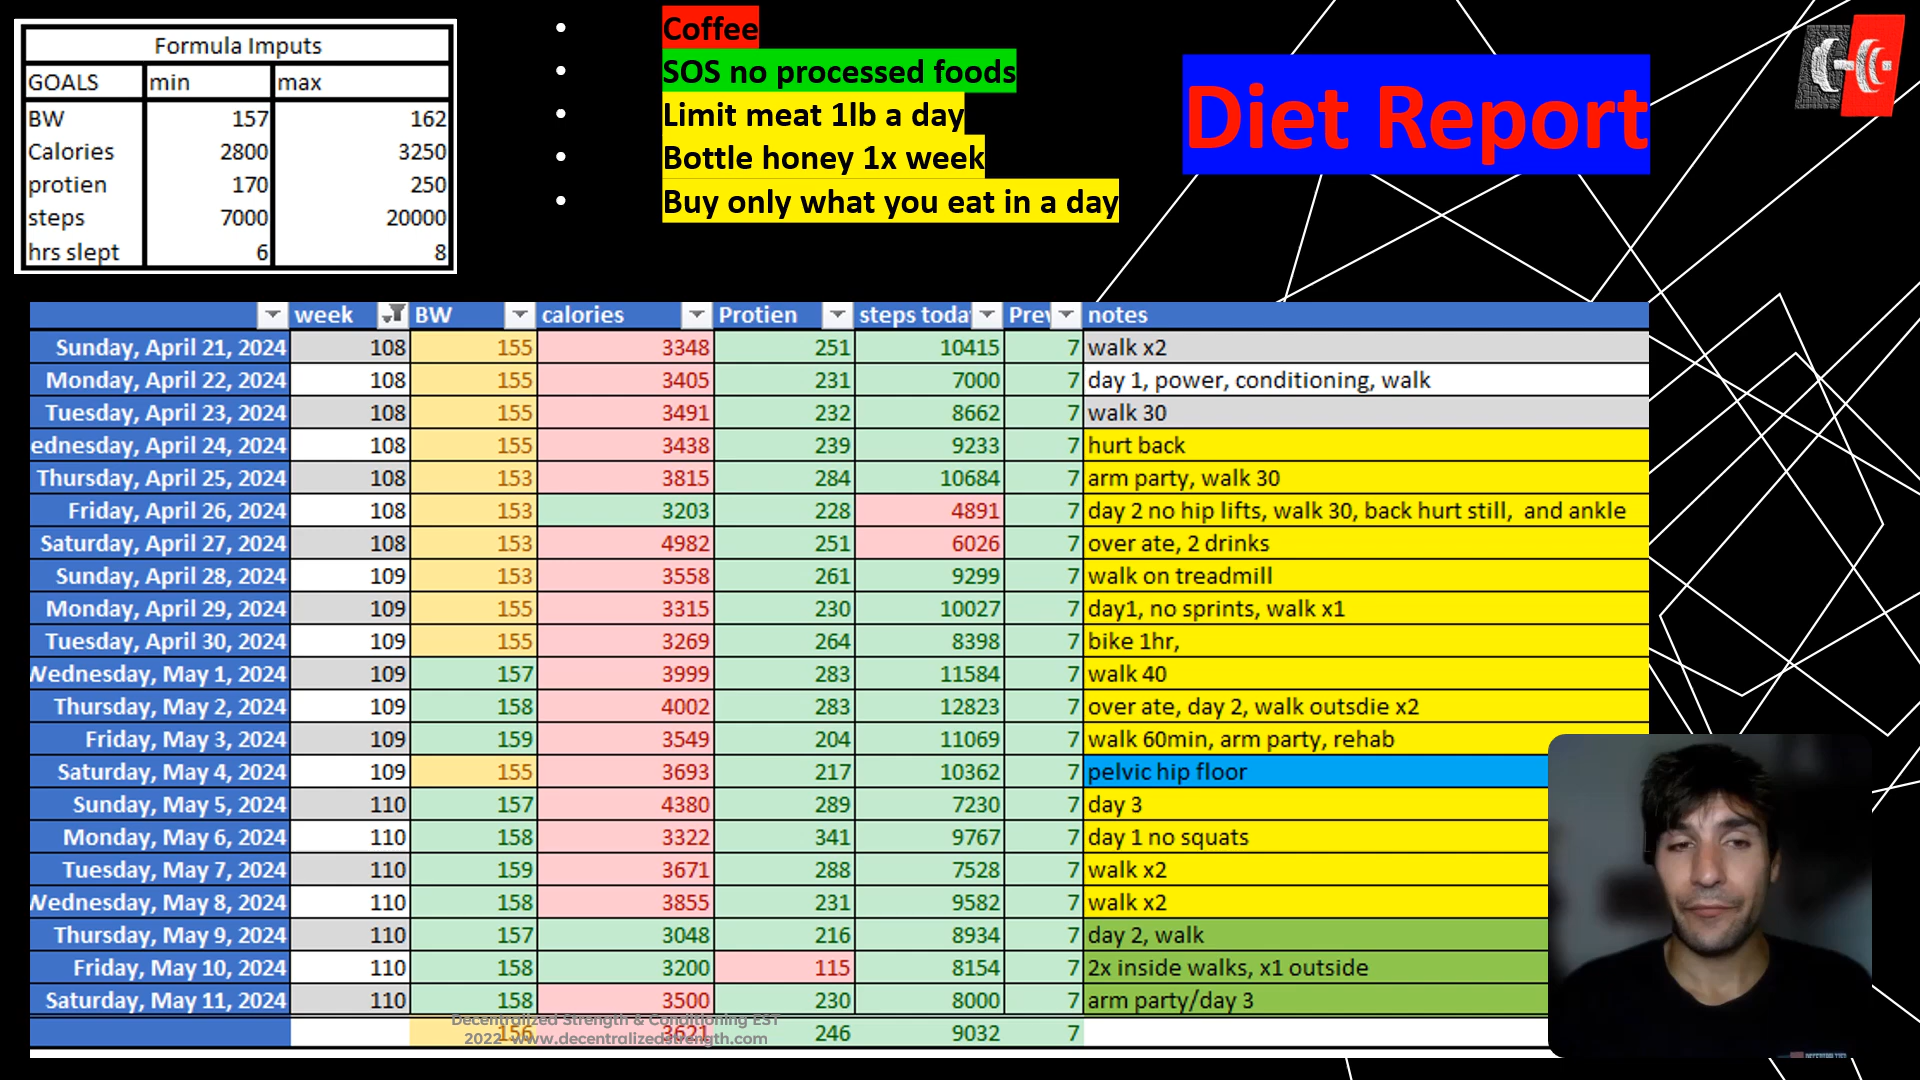 Formula Imputs
GOALS min max
BW 157 162
Calories 2800 3250
protien 170 250
steps 7000 20000
hrs slept 6 8
• Coffee
• SOS no processed foods
• Limit meat 1lb a day
• Bottle honey 1x week
• Buy only what you eat in a day
Diet Report
week BW calories Protien steps toda Prev notes
Sunday, April 21, 2024 108 155 3348 251 10415 7 walk x2
Monday, April 22, 2024 108 155 3405 231 7000 7 day 1, power, conditioning, walk
Tuesday, April 23, 2024 108 155 3491 232 8662 7 walk 30
ednesday, April 24, 2024 108 155 3438 239 9233 7 hurt back
Thursday, April 25, 2024 108 153 3815 284 10684 7 arm party, walk 30
Friday, April 26, 2024 108 153 3203 228 4891 7 day 2 no hip lifts, walk 30, back hurt still, and ankle
Saturday, April 27, 2024 108 153 4982 251 6026 7 over ate, 2 drinks
Sunday, April 28, 2024 109 153 3558 261 9299 7 walk on treadmill
Monday, April 29, 2024 109 155 3315 230 10027 7 day1, no sprints, walk x1
Tuesday, April 30, 2024 109 155 3269 264 8398 7 bike 1hr,
Wednesday, May 1, 2024 109 157 3999 283 11584 7 walk 40
Thursday, May 2, 2024 109 158 4002 283 12823 7 over ate, day 2, walk outsdie x2
Friday, May 3, 2024 109 159 3549 204 11069 7 walk 60min, arm party, rehab
Saturday, May 4, 2024 109 155 3693 217 10362 7 pelvic hip floor
Sunday, May 5, 2024 110 157 4380 289 7230 7 day 3
Monday, May 6, 2024 110 158 3322 341 9767 7 day 1 no squats
Tuesday, May 7, 2024 110 159 3671 288 7528 7 walk x2
Wednesday, May 8, 2024 110 158 3855 231 9582 7 walk x2
Thursday, May 9, 2024 110 157 3048 216 8934 7 day 2, walk
Friday, May 10, 2024 110 158 3200 115 8154 7 2x inside walks, x1 outside
Saturday, May 11, 2024 110 158 3500 230 8000 7 arm party/day 3
156 3621 246 9032 7
Decentralized Strength & Conditioning EST
2022 www.decentralizedstrength.com